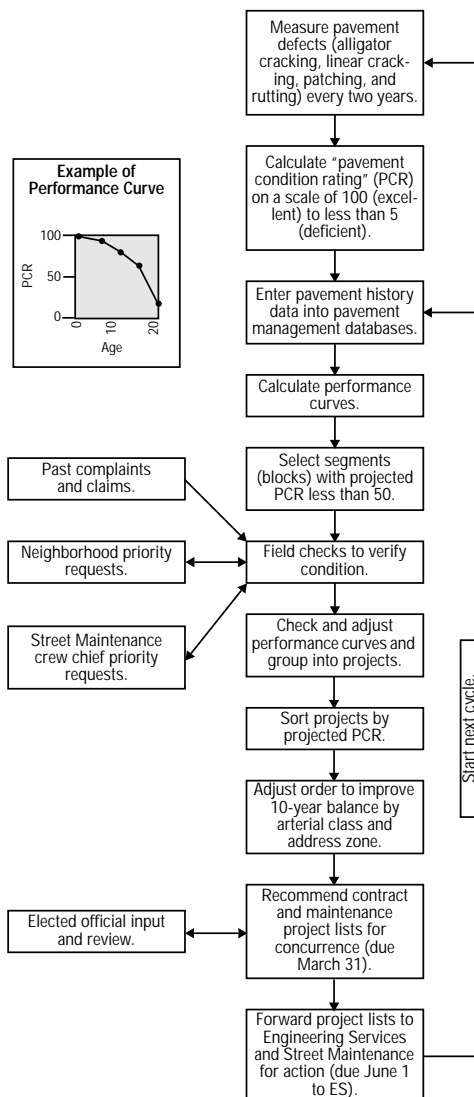 Measure pavement
defects (alligator
cracking, linear crack-
ing, patching, and
rutting) every two years.
Calculate “pavement
condition rating” (PCR)
on a scale of 100 (excel-
lent) to less than 5
(deficient).
Example of
Performance Curve
100
50
0
PCR
0
10
20
Age
Enter pavement history
data into pavement
management databases.
Calculate performance
curves.
Select segments
(blocks) with projected
PCR less than 50.
Past complaints
and claims.
Neighborhood priority
requests.
Street Maintenance
crew chief priority
requests.
Field checks to verify
condition.
Check and adjust
performance curves and
group into projects.
Sort projects by
projected PCR.
Adjust order to improve
10-year balance by
arterial class and
address zone.
Start next cycle.
Elected official input
and review.
Recommend contract
and maintenance
project lists for
concurrence (due
March 31).
Forward project lists to
Engineering Services
and Street Maintenance
for action (due June 1
to ES).